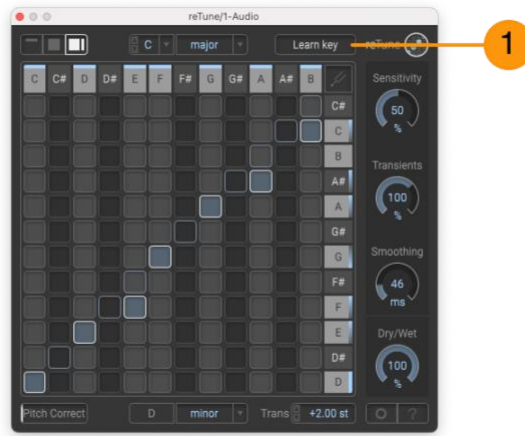 reTune/1-Audio
C major Learn key reTune
1
C C# D D# E F F# G G# A A# B
C#
C
B
A#
A
G#
G
F#
F
E
D#
D
Sensitivity
50
%
Transients
100
%
Smoothing
46
ms
Dry/Wet
100
%
Pitch Correct D minor Trans +2.00 st ?